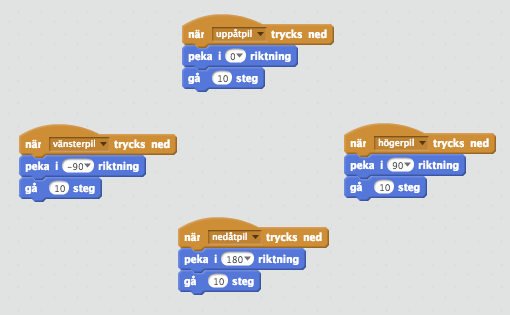 när uppåtpil trycks ned
peka i 0 riktning
gå 10 steg
när vänsterpil trycks ned
peka i -90 riktning
gå 10 steg
när högerpil trycks ned
peka i 90 riktning
gå 10 steg
när nedåtpil trycks ned
peka i 180 riktning
gå 10 steg